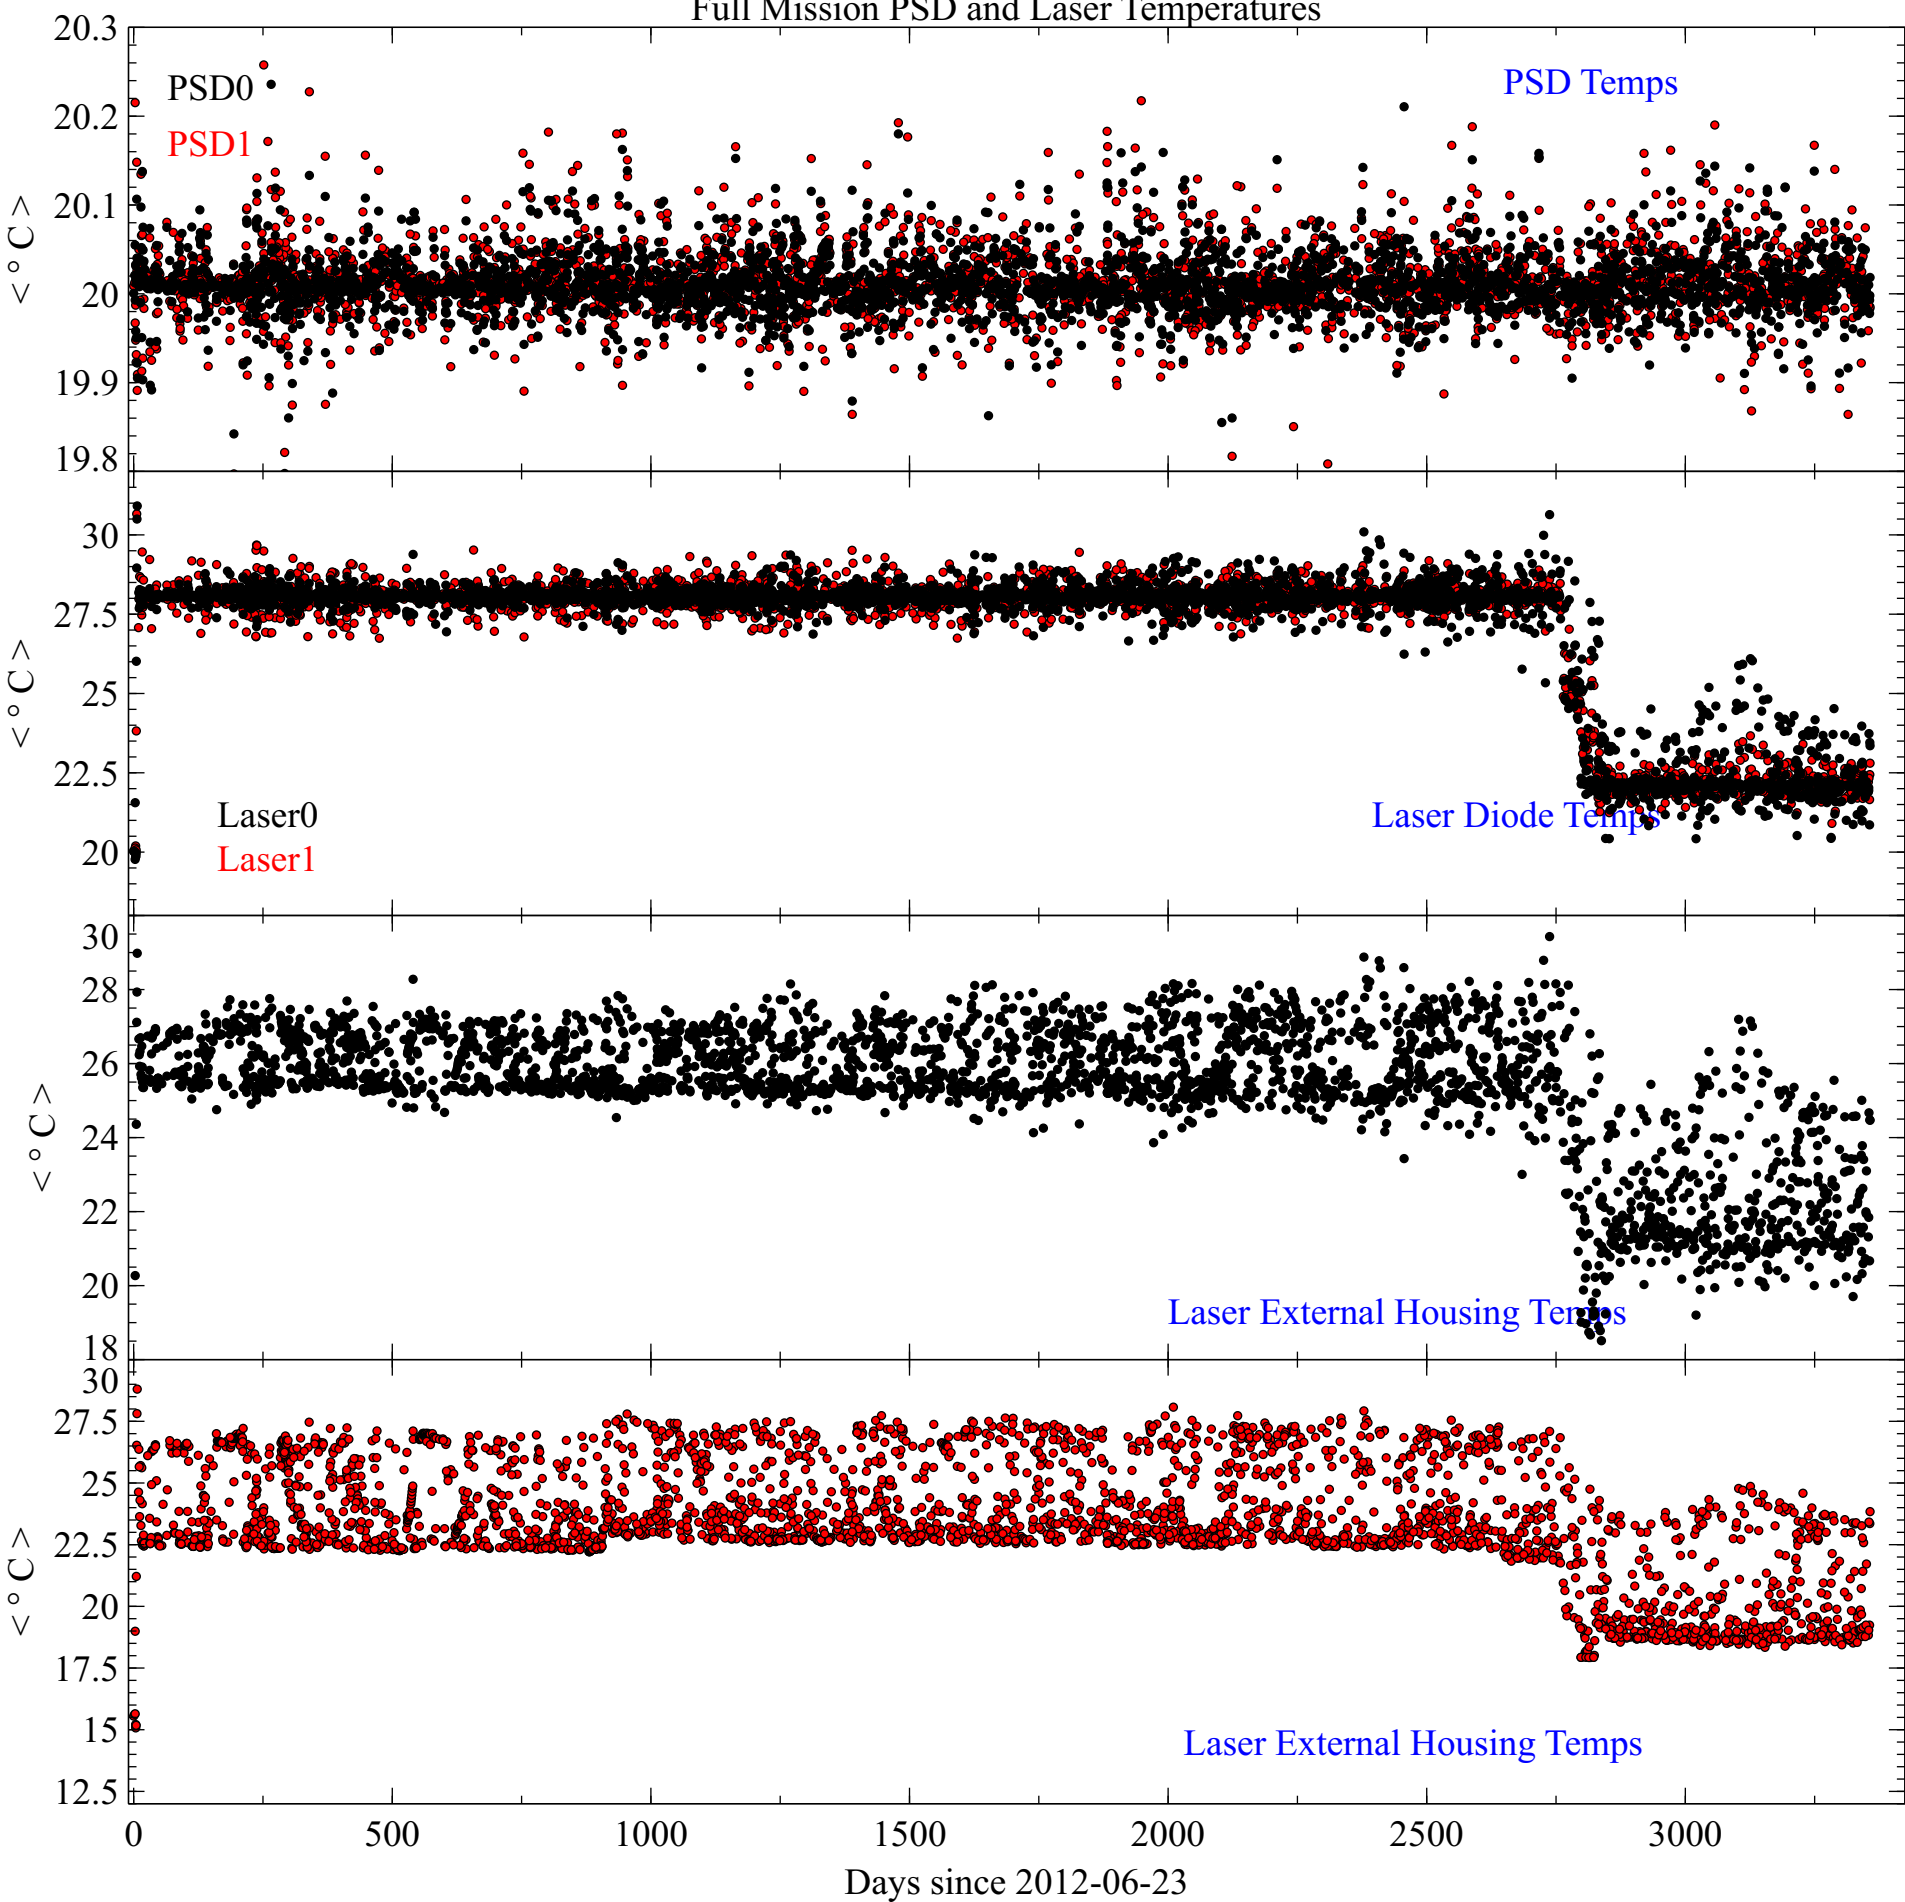 Full Mission PSD and Laser Temperatures
20.3
20.2
20.1
20
19.9
19.8
<° C>
PSD0
PSD1
PSD Temps
30
27.5
25
22.5
20
<° C>
Laser0
Laser1
Laser Diode Temps
30
28
26
24
22
20
18
<° C>
Laser External Housing Temps
30
27.5
25
22.5
20
17.5
15
12.5
<° C>
Laser External Housing Temps
0 500 1000 1500 2000 2500 3000
Days since 2012-06-23